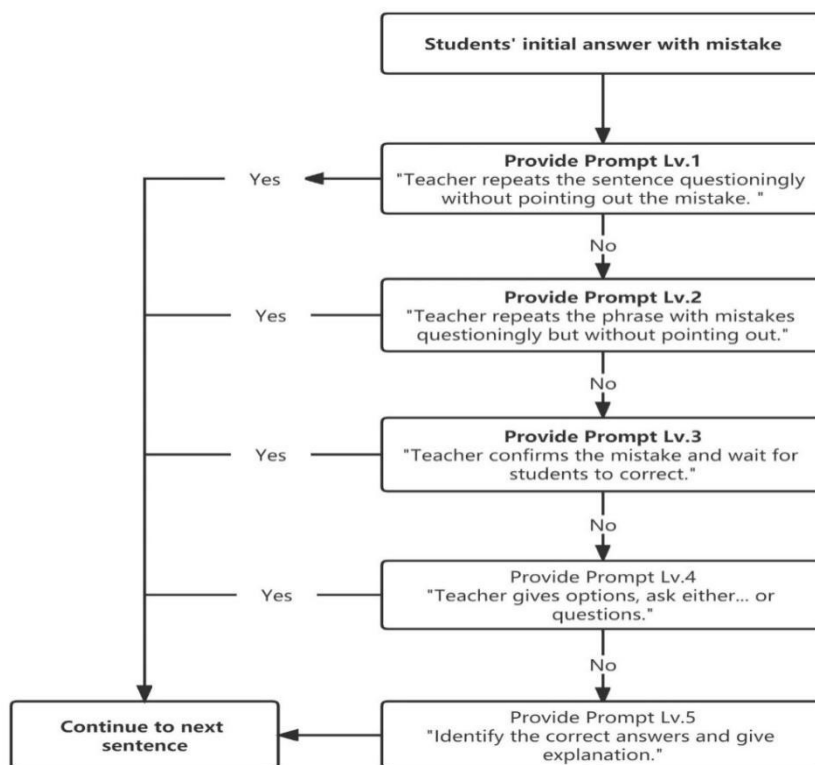 Students' initial answer with mistake
Provide Prompt Lv.1
"Teacher repeats the sentence questioningly
without pointing out the mistake. "
Yes
No
Provide Prompt Lv.2
"Teacher repeats the phrase with mistakes
questioningly but without pointing out."
Yes
No
Provide Prompt Lv.3
"Teacher confirms the mistake and wait for
students to correct."
Yes
No
Provide Prompt Lv.4
"Teacher gives options, ask either... or
questions."
Yes
No
Provide Prompt Lv.5
"Identify the correct answers and give
explanation."
Continue to next
sentence